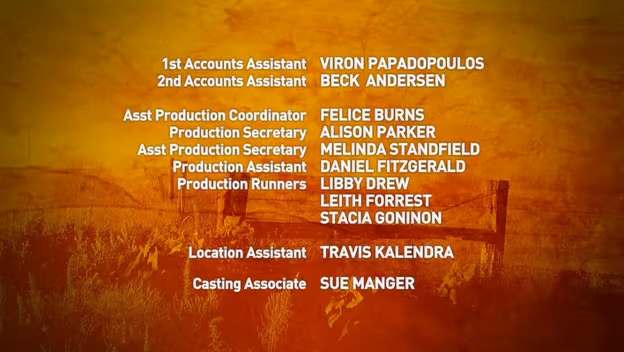 1st Accounts Assistant VIRON PAPADOPOULOS
2nd Accounts Assistant BECK ANDERSEN
Asst Production Coordinator FELICE BURNS
Production Secretary ALISON PARKER
Asst Production Secretary MELINDA STANDFIELD
Production Assistant DANIEL FITZGERALD
Production Runners LIBBY DREW
LEITH FORREST
STACIA GONINON
Location Assistant TRAVIS KALENDRA
Casting Associate SUE MANGER